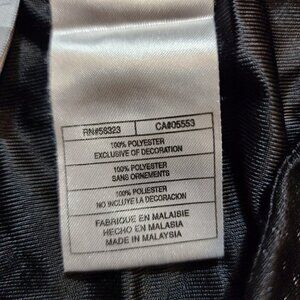 RN#56323 CA#05553
100% POLYESTER
EXCLUSIVE OF DECORATION
100% POLYESTER
SANS ORNEMENTS
100% POLIESTER
NO INCLUYE LA DECORACION
FABRIQUE EN MALAISIE
HECHO EN MALASIA
MADE IN MALAYSIA